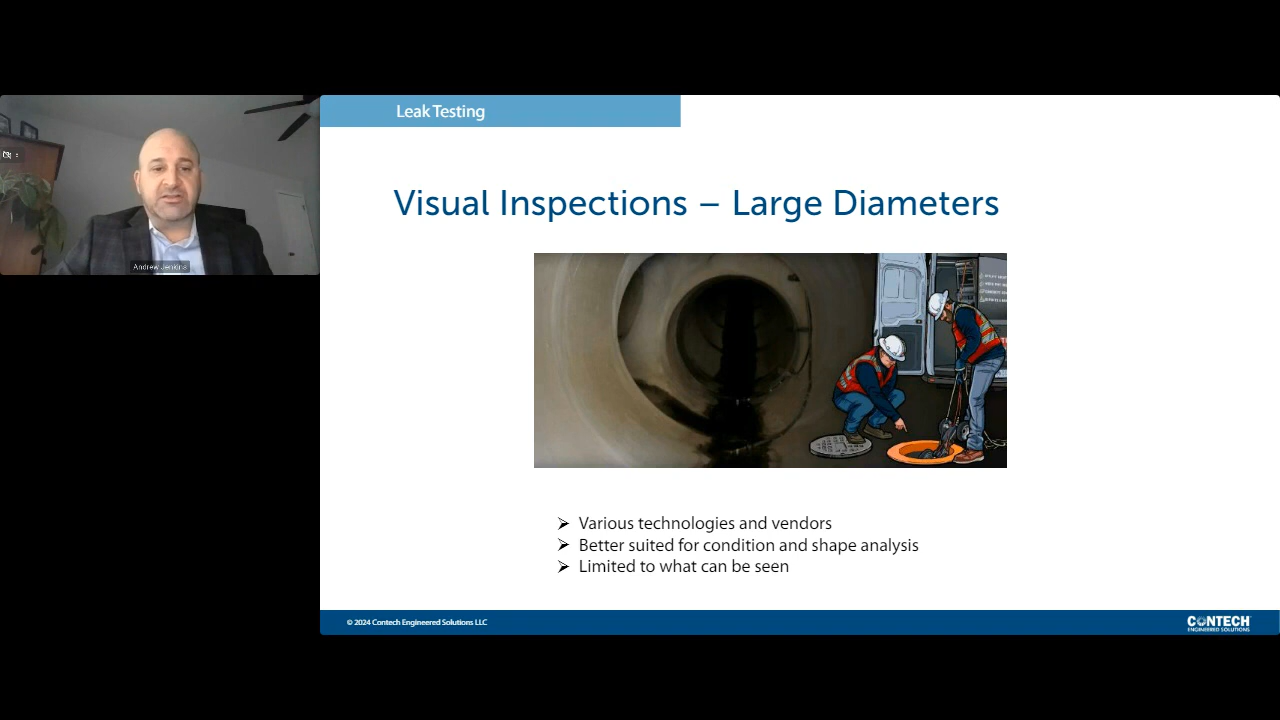 Leak Testing
Visual Inspections – Large Diameters
Andrew Jenkins
Various technologies and vendors
Better suited for condition and shape analysis
Limited to what can be seen
© 2024 Contech Engineered Solutions LLC
CONTECH
ENGINEERED SOLUTIONS